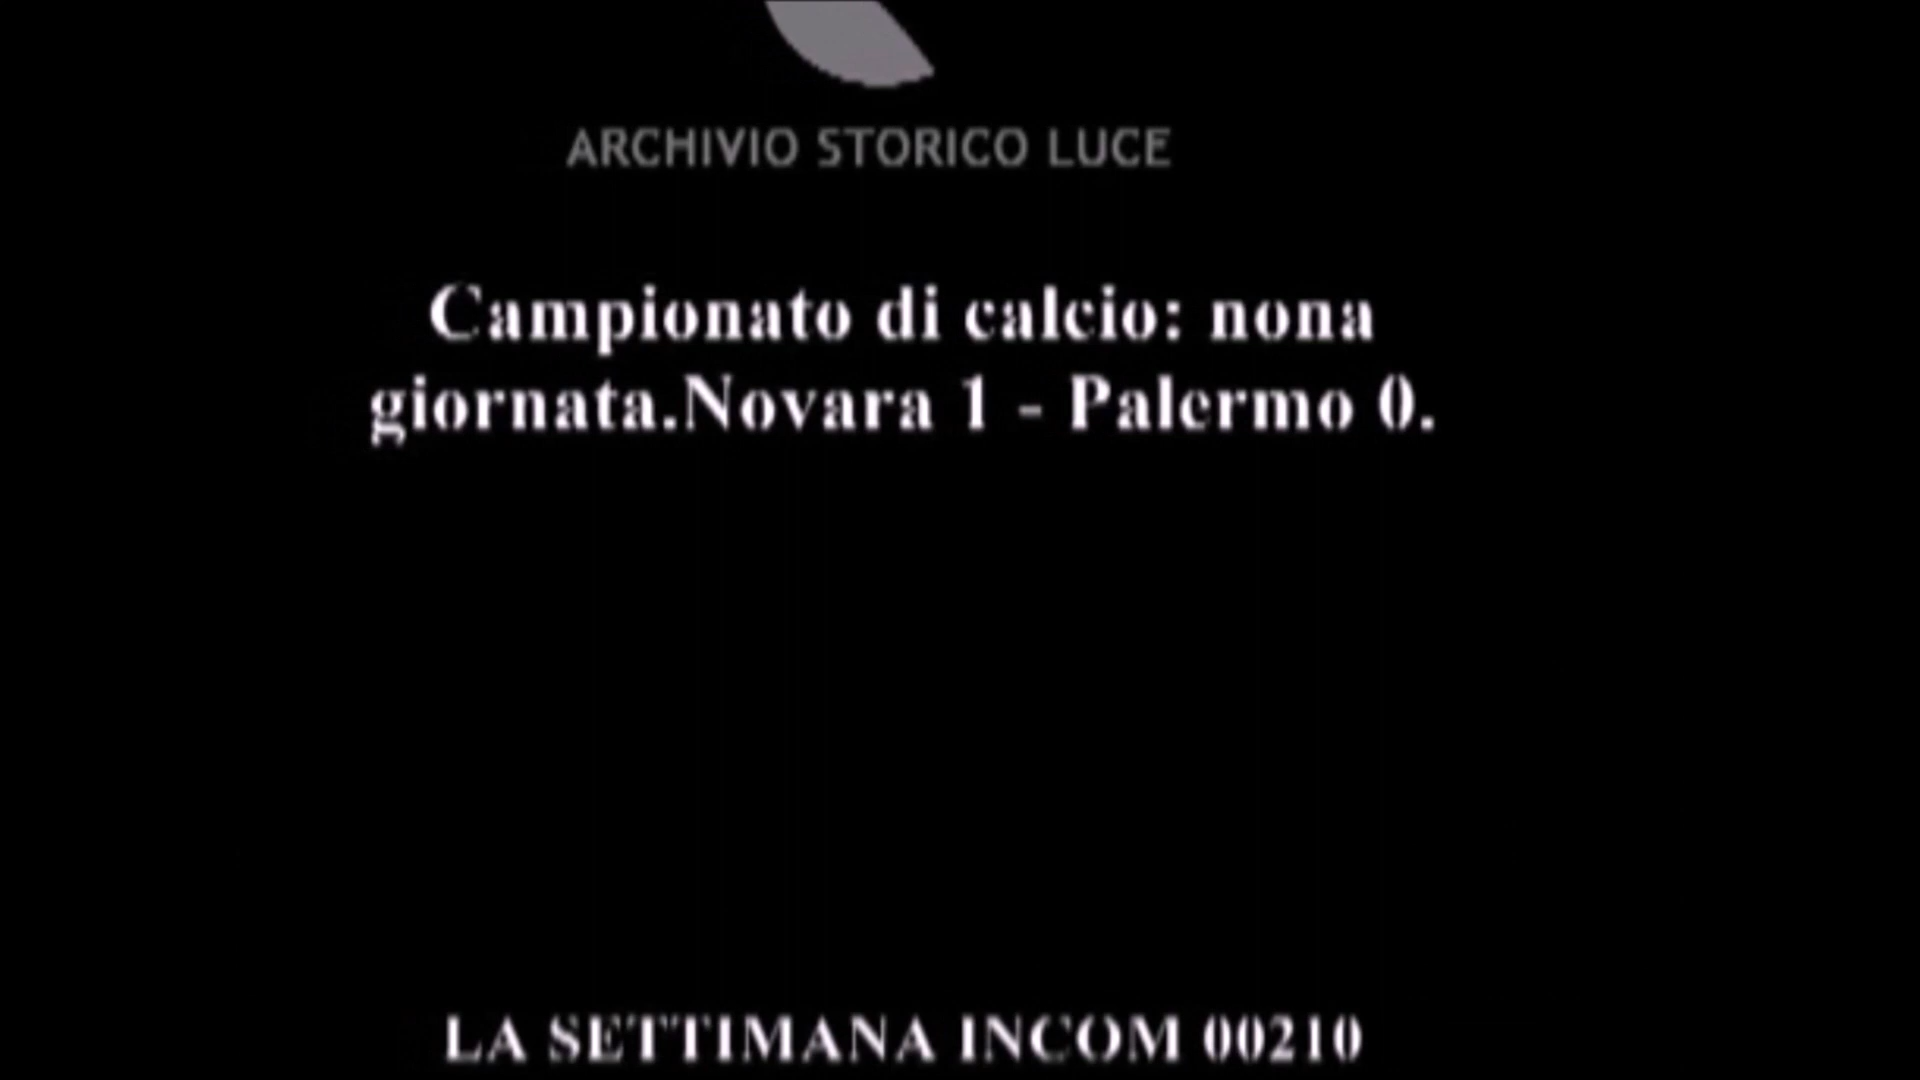 ARCHIVIO STORICO LUCE
Campionato di calcio: nona
giornata.Novara 1 - Palermo 0.
LA SETTIMANA INCOM 00210